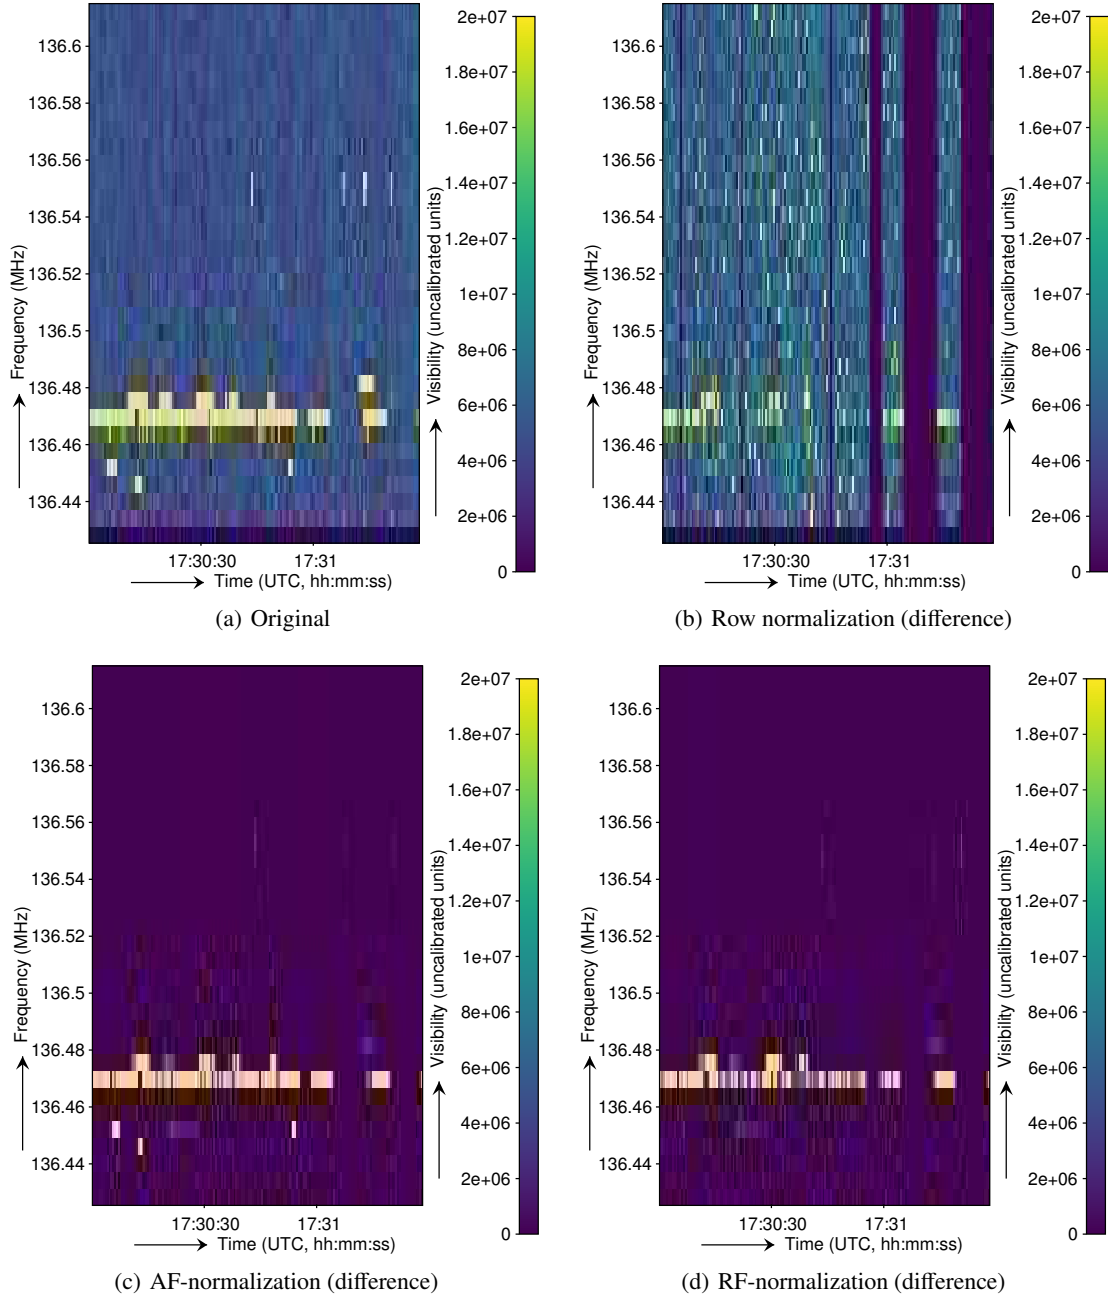 2e+07
1.8e+07
1.6e+07
1.4e+07
1.2e+07
1e+07
8e+06
6e+06
4e+06
2e+06
0
Visibility (uncalibrated units)
136.6
136.58
136.56
136.54
136.52
136.5
136.48
136.46
136.44
Frequency (MHz)
17:30:30 17:31
Time (UTC, hh:mm:ss)
(a) Original
2e+07
1.8e+07
1.6e+07
1.4e+07
1.2e+07
1e+07
8e+06
6e+06
4e+06
2e+06
0
Visibility (uncalibrated units)
136.6
136.58
136.56
136.54
136.52
136.5
136.48
136.46
136.44
Frequency (MHz)
17:30:30 17:31
Time (UTC, hh:mm:ss)
(b) Row normalization (difference)
2e+07
1.8e+07
1.6e+07
1.4e+07
1.2e+07
1e+07
8e+06
6e+06
4e+06
2e+06
0
Visibility (uncalibrated units)
136.6
136.58
136.56
136.54
136.52
136.5
136.48
136.46
136.44
Frequency (MHz)
17:30:30 17:31
Time (UTC, hh:mm:ss)
(c) AF-normalization (difference)
2e+07
1.8e+07
1.6e+07
1.4e+07
1.2e+07
1e+07
8e+06
6e+06
4e+06
2e+06
0
Visibility (uncalibrated units)
136.6
136.58
136.56
136.54
136.52
136.5
136.48
136.46
136.44
Frequency (MHz)
17:30:30 17:31
Time (UTC, hh:mm:ss)
(d) RF-normalization (difference)